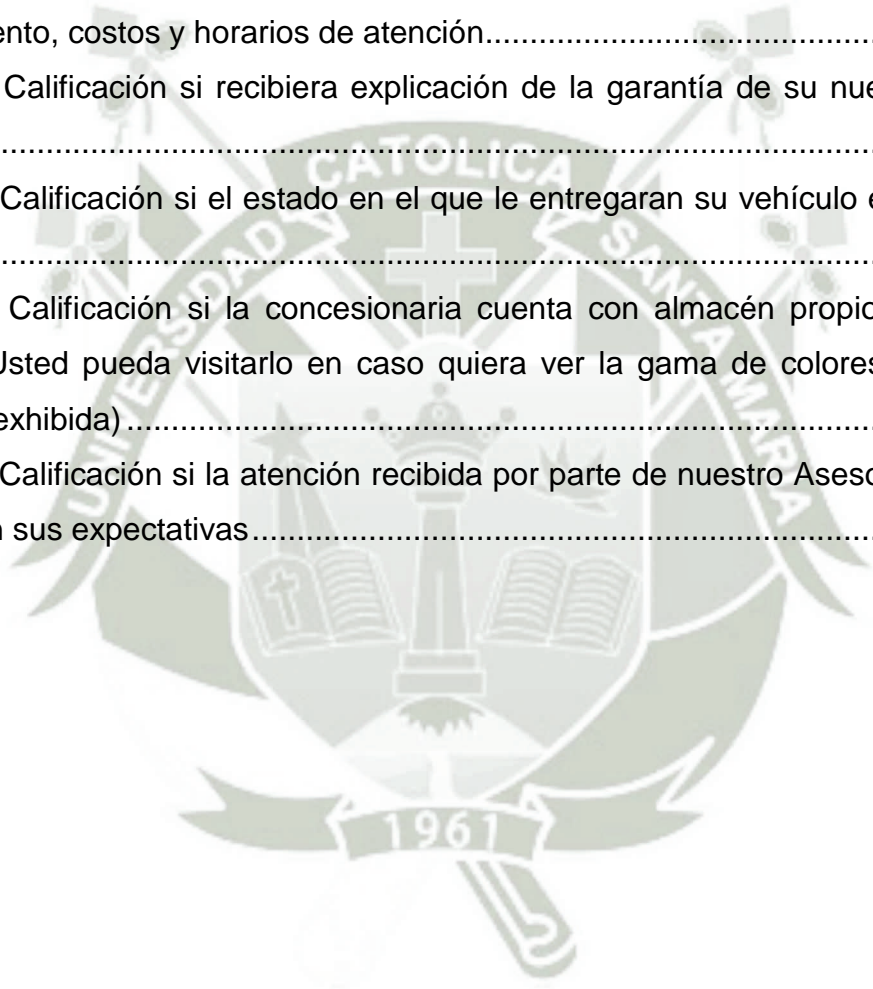 ento, costos y horarios de atención...............................................
Calificación si recibiera explicación de la garantía de su nue
..........................................................................................................
Calificación si el estado en el que le entregaran su vehículo e
..........................................................................................................
Calificación si la concesionaria cuenta con almacén propio
Usted pueda visitarlo en caso quiera ver la gama de colores
exhibida)..........................................................................................
Calificación si la atención recibida por parte de nuestro Aseso
n sus expectativas...........................................................................
UNIVERSIDAD CATOLICA SANTA MARIA
1961